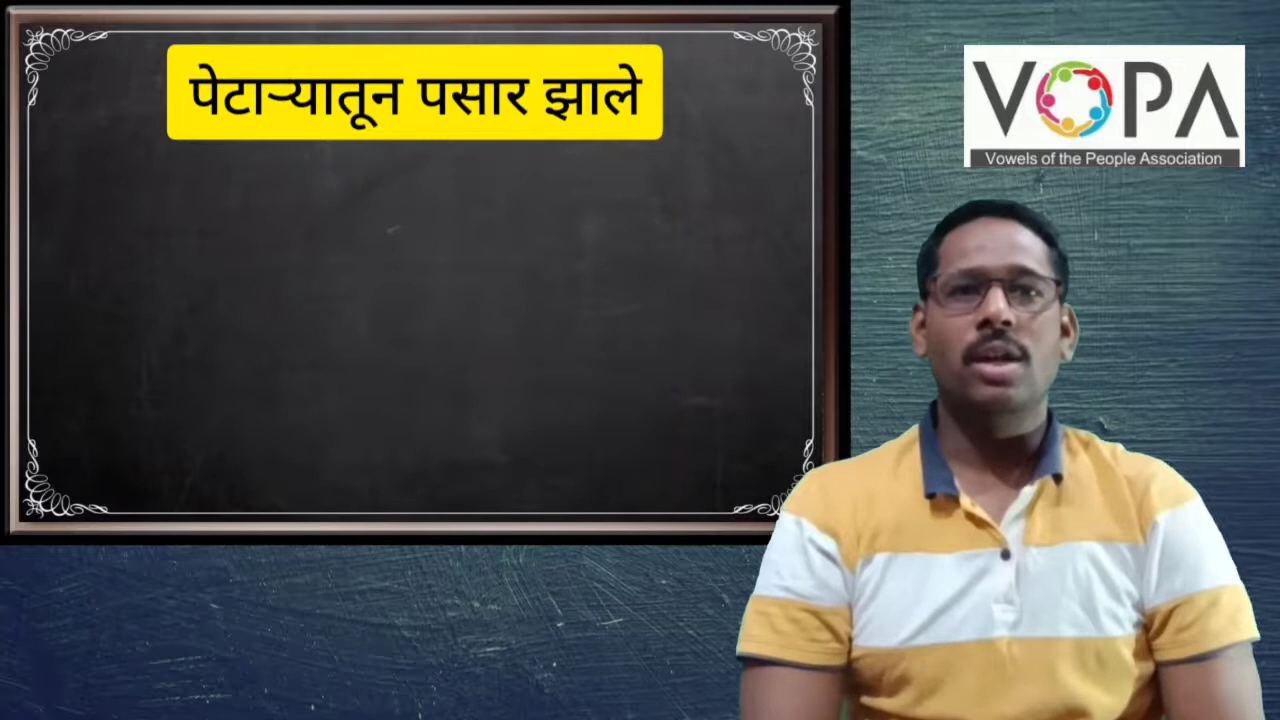 पेटाऱ्यातून पसार झाले
VOPA
Vowels of the People Association